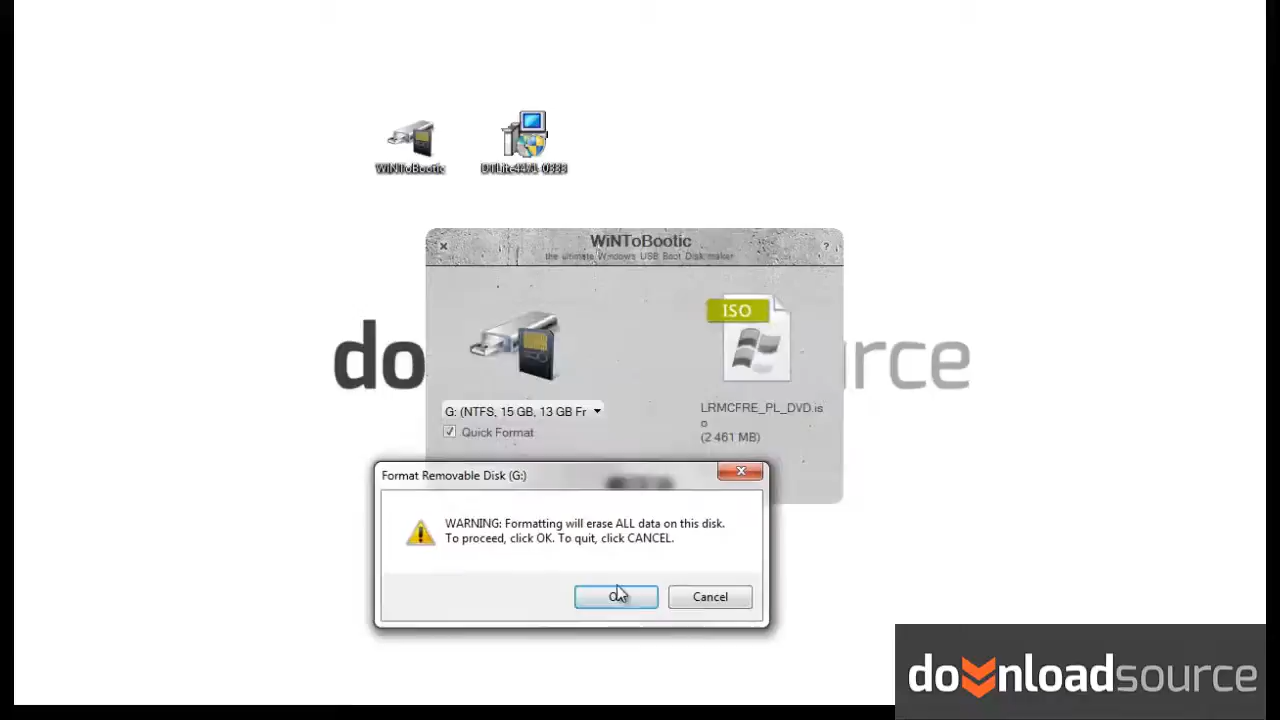 WiNToBootic
DTLite4471-0333
WiNToBootic
the ultimate Windows USB Boot Disk maker
?
ISO
do
urce
G: (NTFS, 15 GB, 13 GB Fr
LRMCFRE_PL_DVD.is
o
(2 461 MB)
Quick Format
Format Removable Disk (G:)
WARNING: Formatting will erase ALL data on this disk.
To proceed, click OK. To quit, click CANCEL.
Cancel
downloadsource